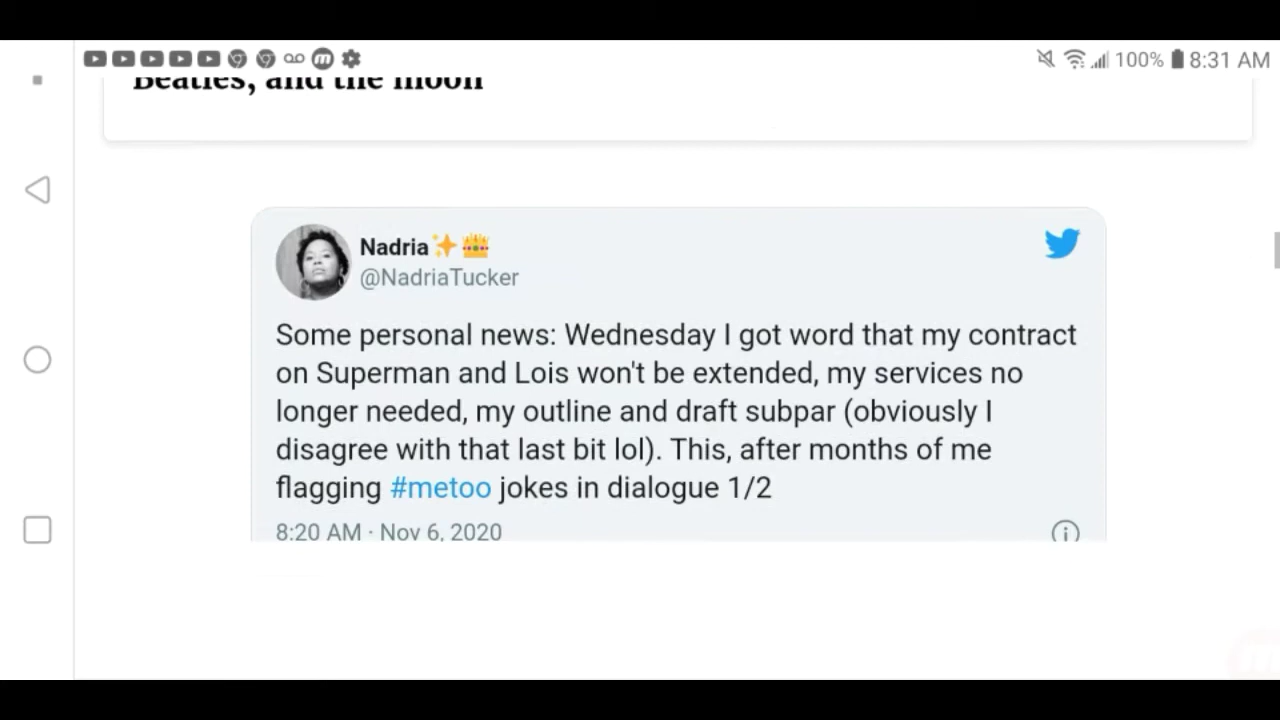 100% 8:31 AM
Beatles, and the moon
Nadria✨👑
@NadriaTucker
Some personal news: Wednesday I got word that my contract
on Superman and Lois won't be extended, my services no
longer needed, my outline and draft subpar (obviously I
disagree with that last bit lol). This, after months of me
flagging #metoo jokes in dialogue 1/2
8:20 AM · Nov 6, 2020